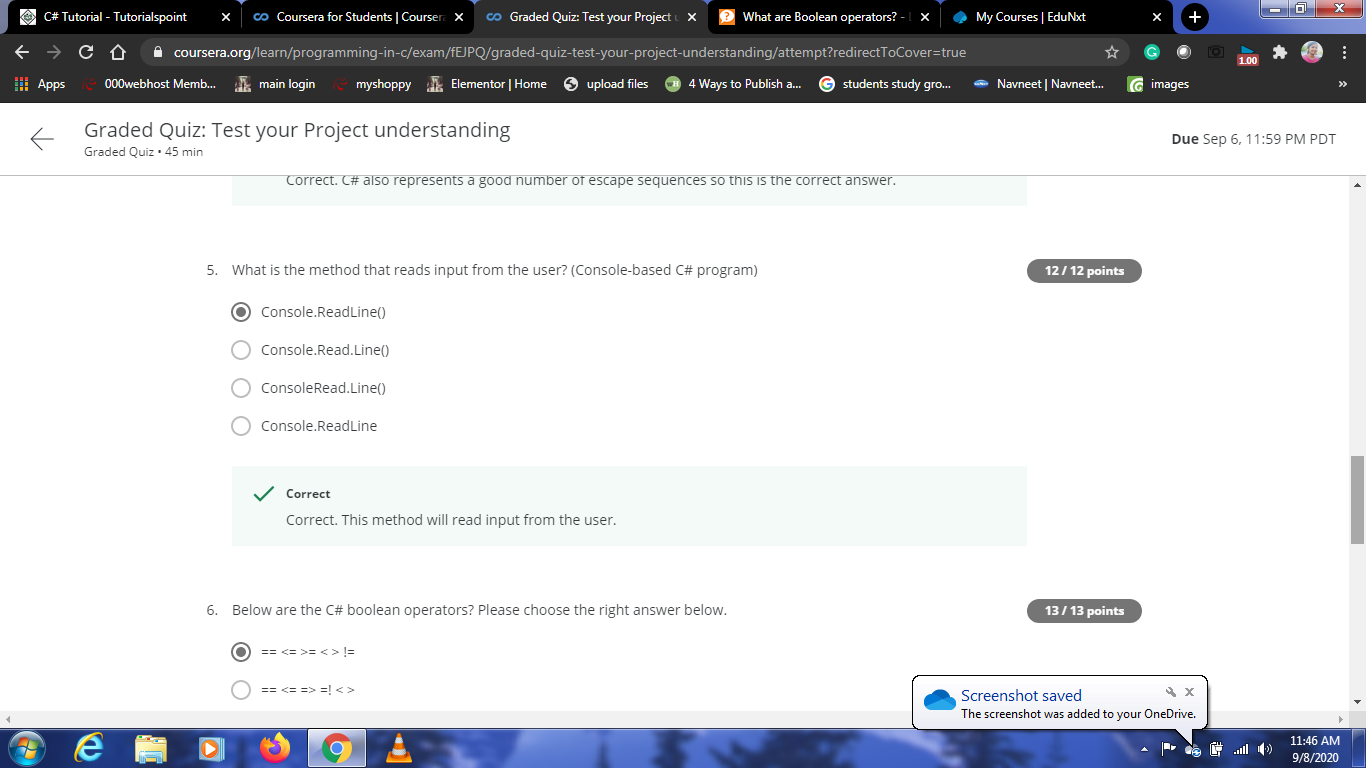 C# Tutorial - Tutorialspoint
Coursera for Students | Courser
Graded Quiz: Test your Project u
What are Boolean operators? -
My Courses | EduNxt
coursera.org/learn/programming-in-c/exam/fEJPQ/graded-quiz-test-your-project-understanding/attempt?redirectToCover=true
1.00
Apps
000webhost Memb...
main login
myshoppy
Elementor | Home
upload files
4 Ways to Publish a...
students study gro...
Navneet | Navneet...
images
»
Graded Quiz: Test your Project understanding
Graded Quiz • 45 min
Due Sep 6, 11:59 PM PDT
Correct. C# also represents a good number of escape sequences so this is the correct answer.
5. What is the method that reads input from the user? (Console-based C# program)
12 / 12 points
Console.ReadLine()
Console.Read.Line()
ConsoleRead.Line()
Console.ReadLine
Correct
Correct. This method will read input from the user.
6. Below are the C# boolean operators? Please choose the right answer below.
13 / 13 points
== <= >= < > !=
== <= => =! < >
Screenshot saved
The screenshot was added to your OneDrive.
11:46 AM
9/8/2020